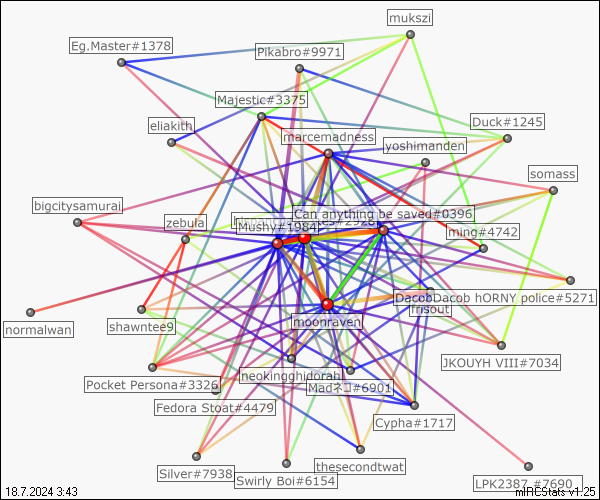 mukszi
Eg.Master#1378
Pikabro#9971
Majestic#3375
Duck#1245
eliakith
marcemadness
yoshimanden
somass
bigcitysamurai
Can anything be saved#0396
zebula
Mushy#1984
ming#4742
DacobDacob hORNY police#5271
frisout
normalwan
shawntee9
moonraven
JKOUYH VIII#7034
neokingghidorah
Pocket Persona#3326
Madネコ#6901
Fedora Stoat#4479
Cypha#1717
Silver#7938
thesecondtwat
Swirly Boi#6154
LPK2387_#7690
18.7.2024 3:43
mIRCStats v1.25